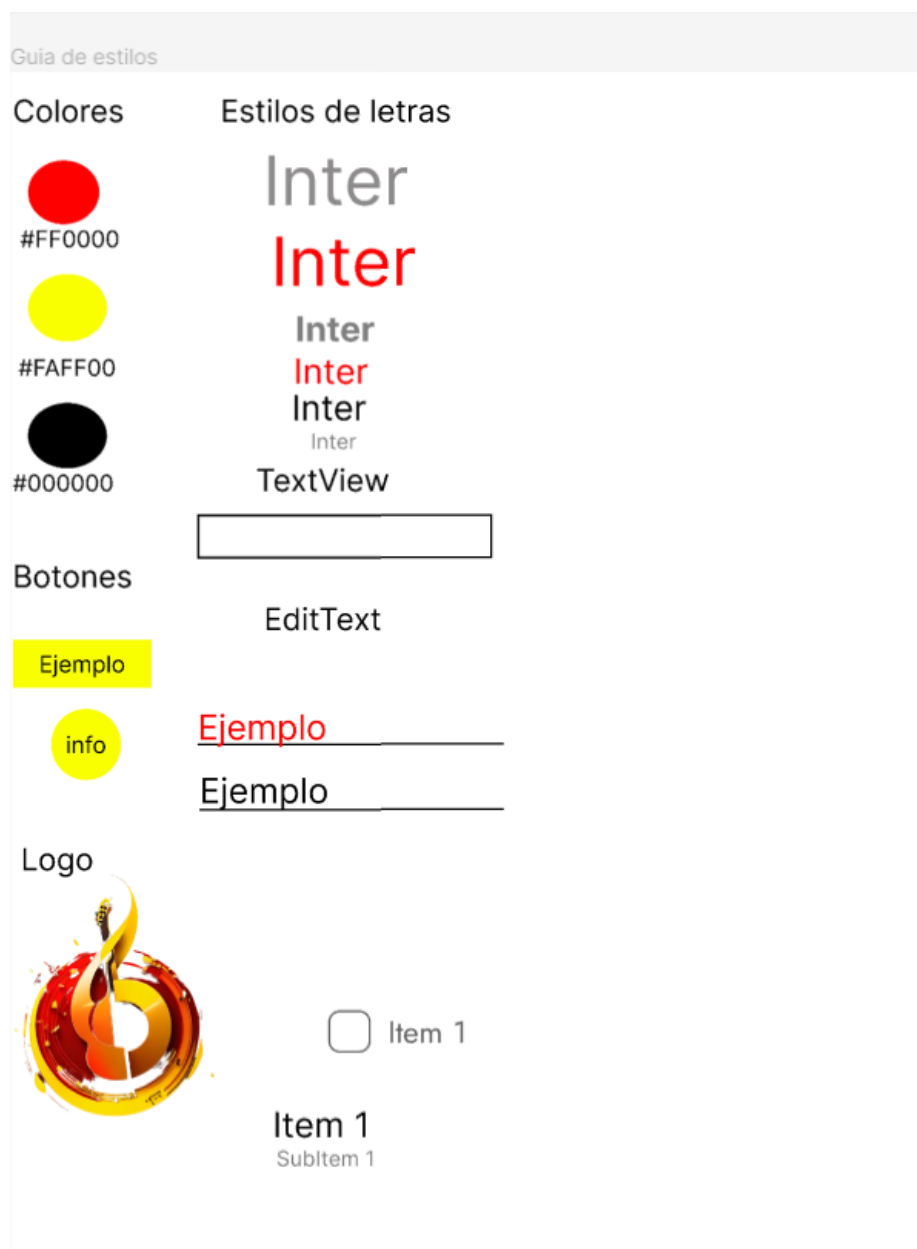 Guia de estilos
Colores
#FF0000
#FAFF00
#000000
Botones
Ejemplo
info
Logo
Estilos de letras
Inter
Inter
Inter
Inter
Inter
Inter
TextView
EditText
Ejemplo
Ejemplo
Item 1
Item 1
SubItem 1